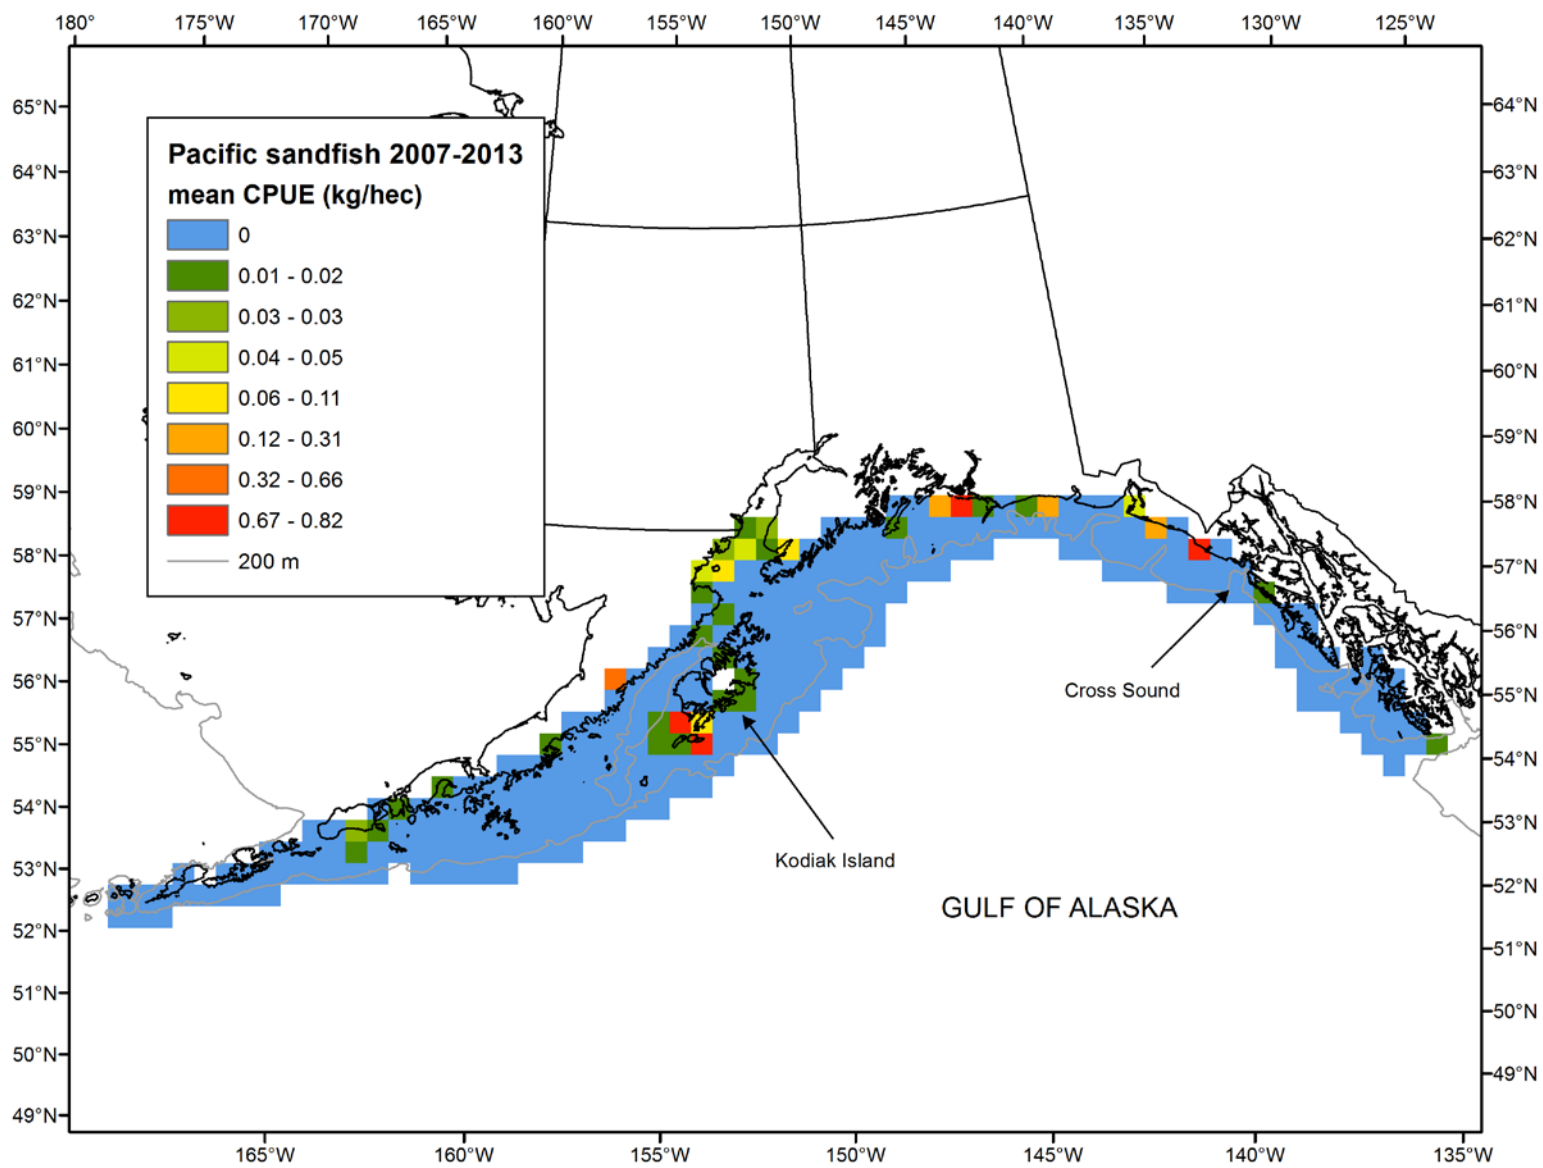 180° 175°W 170°W 165°W 160°W 155°W 150°W 145°W 140°W 135°W 130°W 125°W
65°N
64°N
63°N
62°N
61°N
60°N
59°N
58°N
57°N
56°N
55°N
54°N
53°N
52°N
51°N
50°N
49°N
Pacific sandfish 2007-2013
mean CPUE (kg/hec)
0
0.01 - 0.02
0.03 - 0.03
0.04 - 0.05
0.06 - 0.11
0.12 - 0.31
0.32 - 0.66
0.67 - 0.82
200 m
Cross Sound
Kodiak Island
GULF OF ALASKA
64°N
63°N
62°N
61°N
60°N
59°N
58°N
57°N
56°N
55°N
54°N
53°N
52°N
51°N
50°N
49°N
165°W 160°W 155°W 150°W 145°W 140°W 135°W